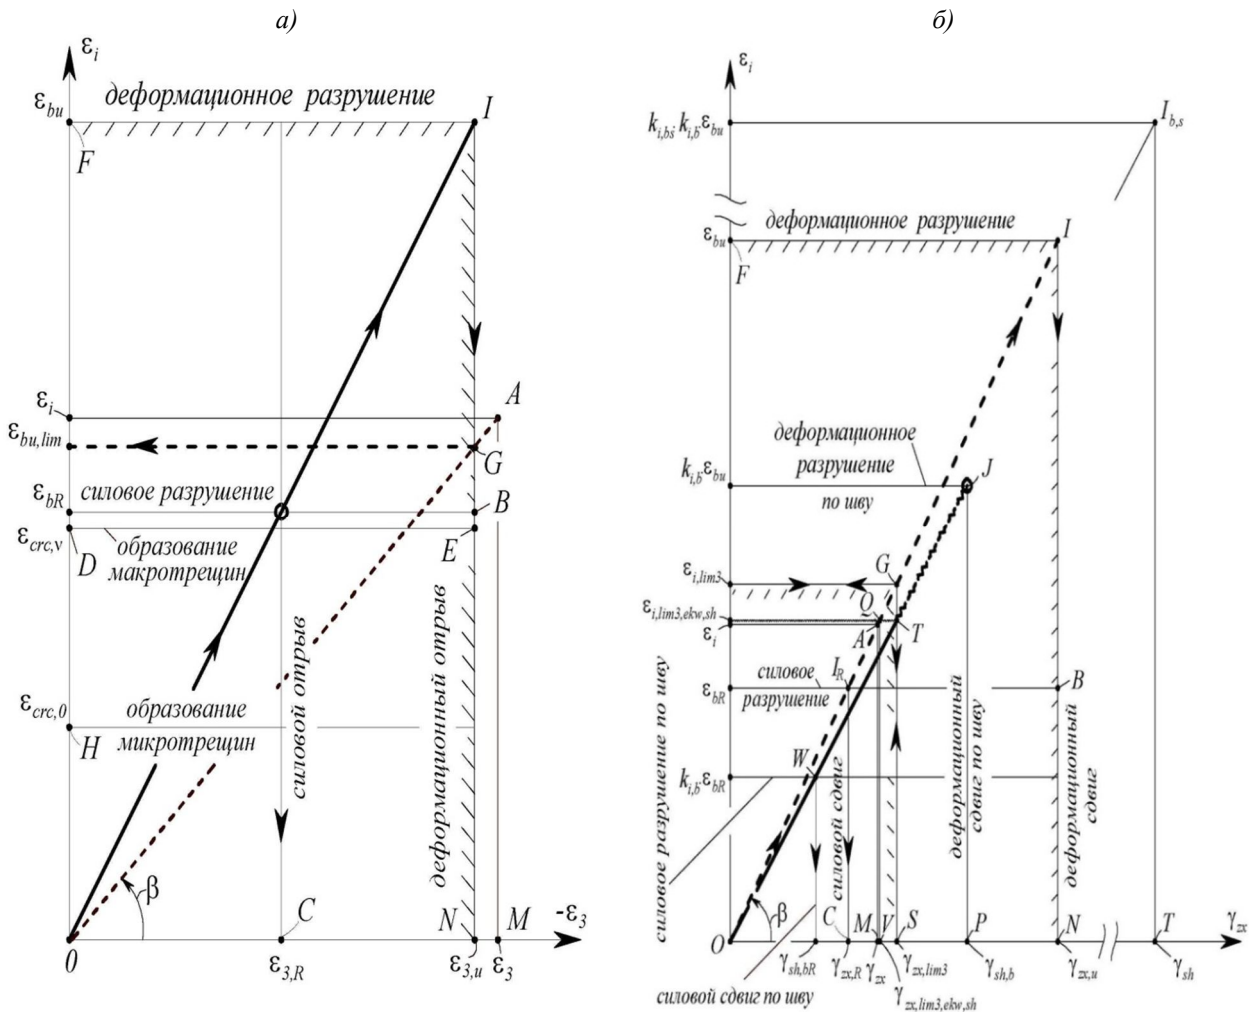 а)
ε_i
ε_bu
деформационное разрушение
I
F
ε_i
A
ε_bu,lim
G
ε_bR
силовое разрушение
B
ε_crc,v
D
образование
макротрещин
E
ε_crc,0
H
образование
микротрещин
силовой отрыв
деформационный отрыв
β
C
N
M
-ε_3
0
ε_3,R
ε_3,u
ε_3
б)
ε_i
k_i,bs k_i,b ε_bu
I_b,s
деформационное разрушение
ε_bu
I
F
деформационное
разрушение
по шву
k_i,b ε_bu
J
ε_i,lim3
G
ε_i,lim3,ekw,sh
Q
ε_i
A
T
силовое
разрушение
I_R
ε_bR
B
W
k_i,b ε_bR
силовое разрушение по шву
силовой сдвиг
деформационный
сдвиг по шву
деформационный
сдвиг
β
O
C
M
V
S
P
N
T
γ_zx
γ_sh,bR
γ_zx,R
γ_zx
γ_zx,lim3
γ_sh,b
γ_zx,u
γ_sh
силовой сдвиг по шву
γ_zx,lim3,ekw,sh